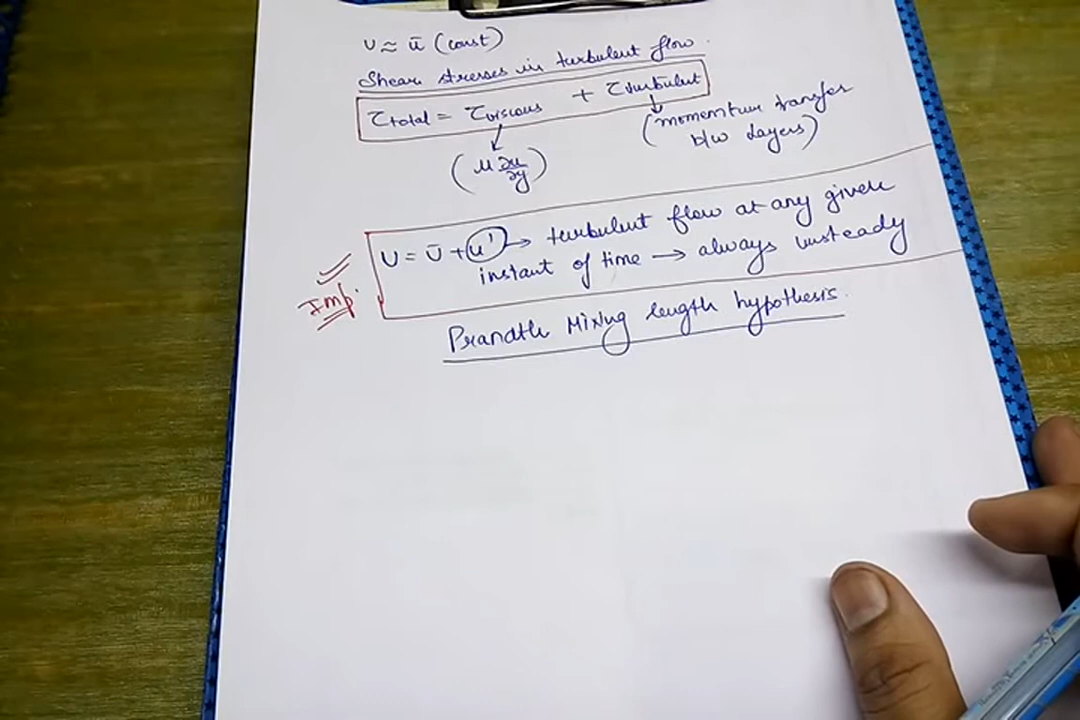 U ≈ ū (const)
Shear stresses in turbulent flow.
τtotal = τviscous + τturbulent
(μ ∂u/∂y)
(momentum transfer
b/w layers)
U = ū + u' → turbulent flow at any given
instant of time → always unsteady
Imp.
Prandtl Mixing length hypothesis.